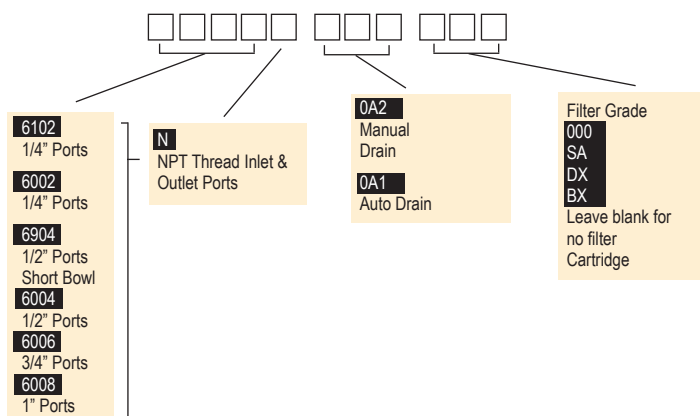 6102
1/4” Ports
6002
1/4” Ports
6904
1/2” Ports
Short Bowl
6004
1/2” Ports
6006
3/4” Ports
6008
1” Ports
N
NPT Thread Inlet &
Outlet Ports
0A2
Manual
Drain
0A1
Auto Drain
Filter Grade
000
SA
DX
BX
Leave blank for
no filter
Cartridge